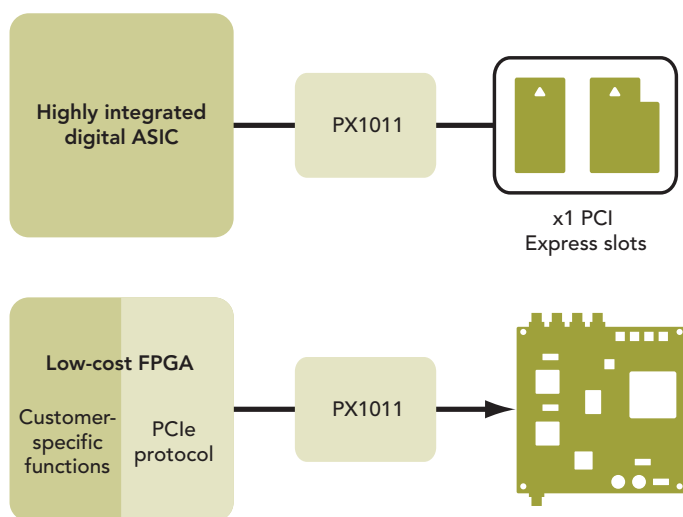 Highly integrated
digital ASIC
PX1011
x1 PCI
Express slots
Low-cost FPGA
Customer-
specific
functions
PCIe
protocol
PX1011